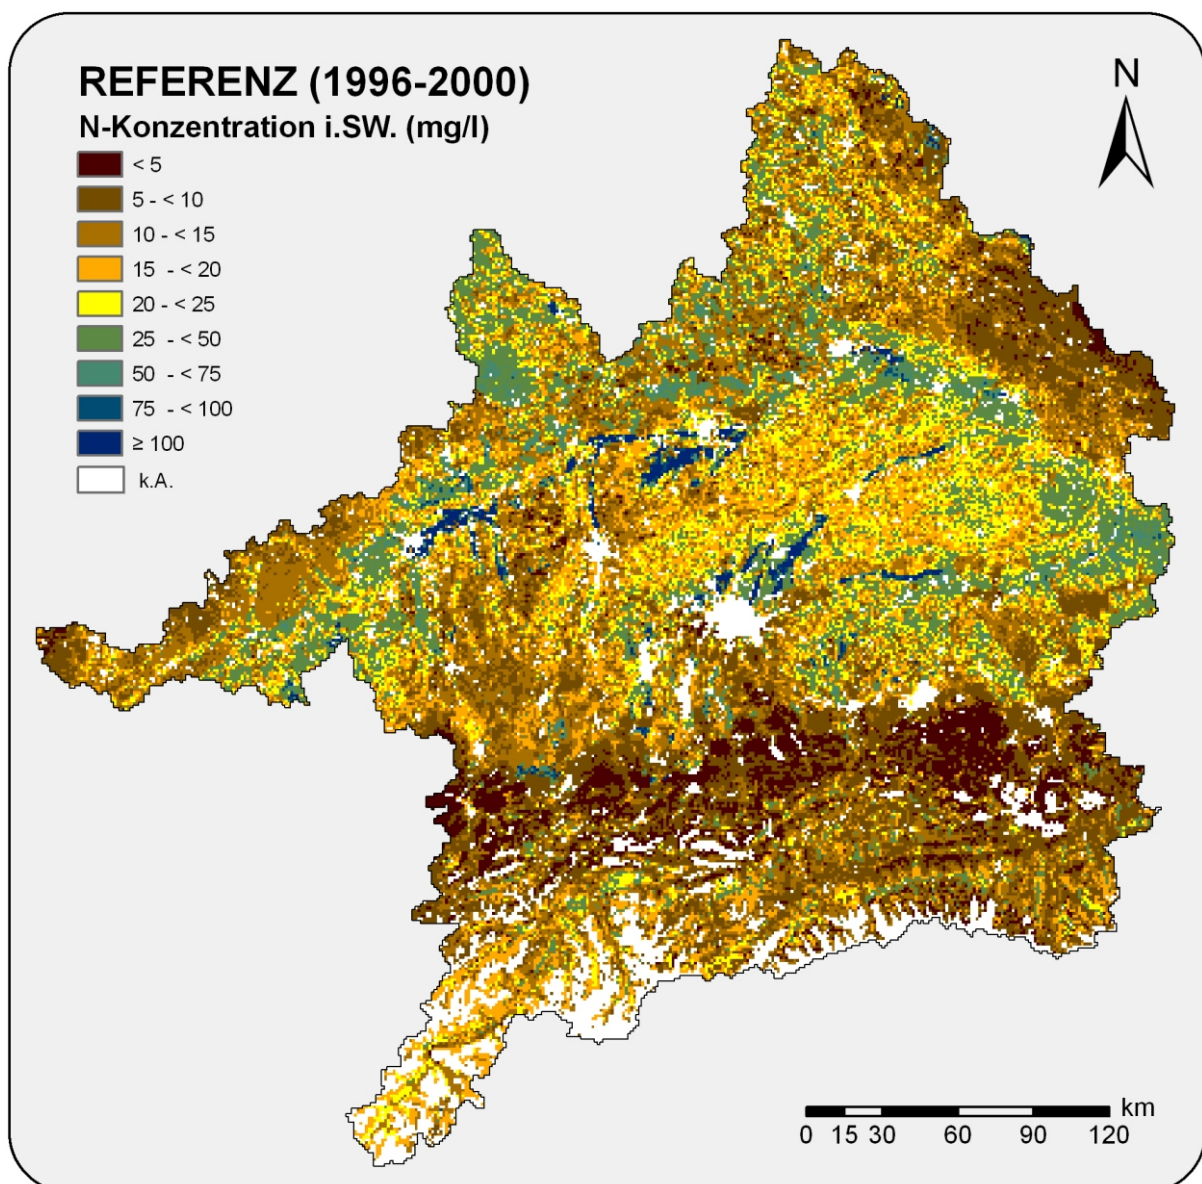 REFERENZ (1996-2000)
N-Konzentration i.SW. (mg/l)
< 5
5 - < 10
10 - < 15
15 - < 20
20 - < 25
25 - < 50
50 - < 75
75 - < 100
≥ 100
k.A.
N
km
0 15 30 60 90 120